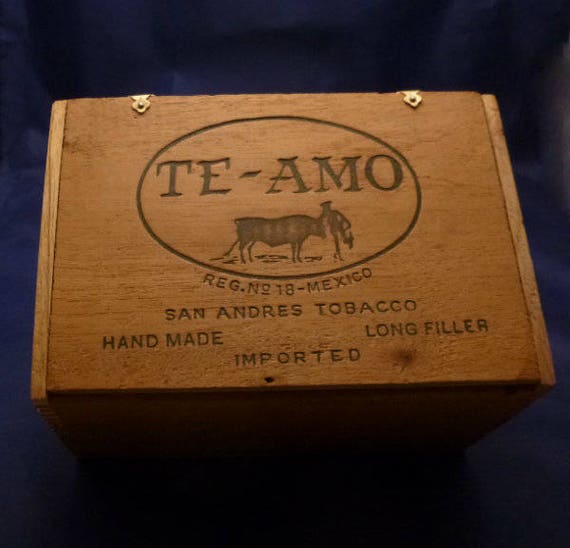 TE-AMO
REG. Nº 18-MEXICO
SAN ANDRES TOBACCO
HAND MADE LONG FILLER
IMPORTED